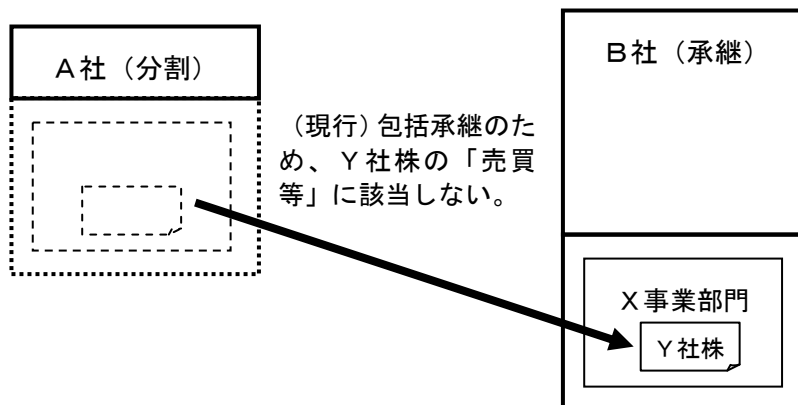 A社(分割)
B社(承継)
(現行)包括承継のた
め、Y社株の「売買
等」に該当しない。
X事業部門
Y社株